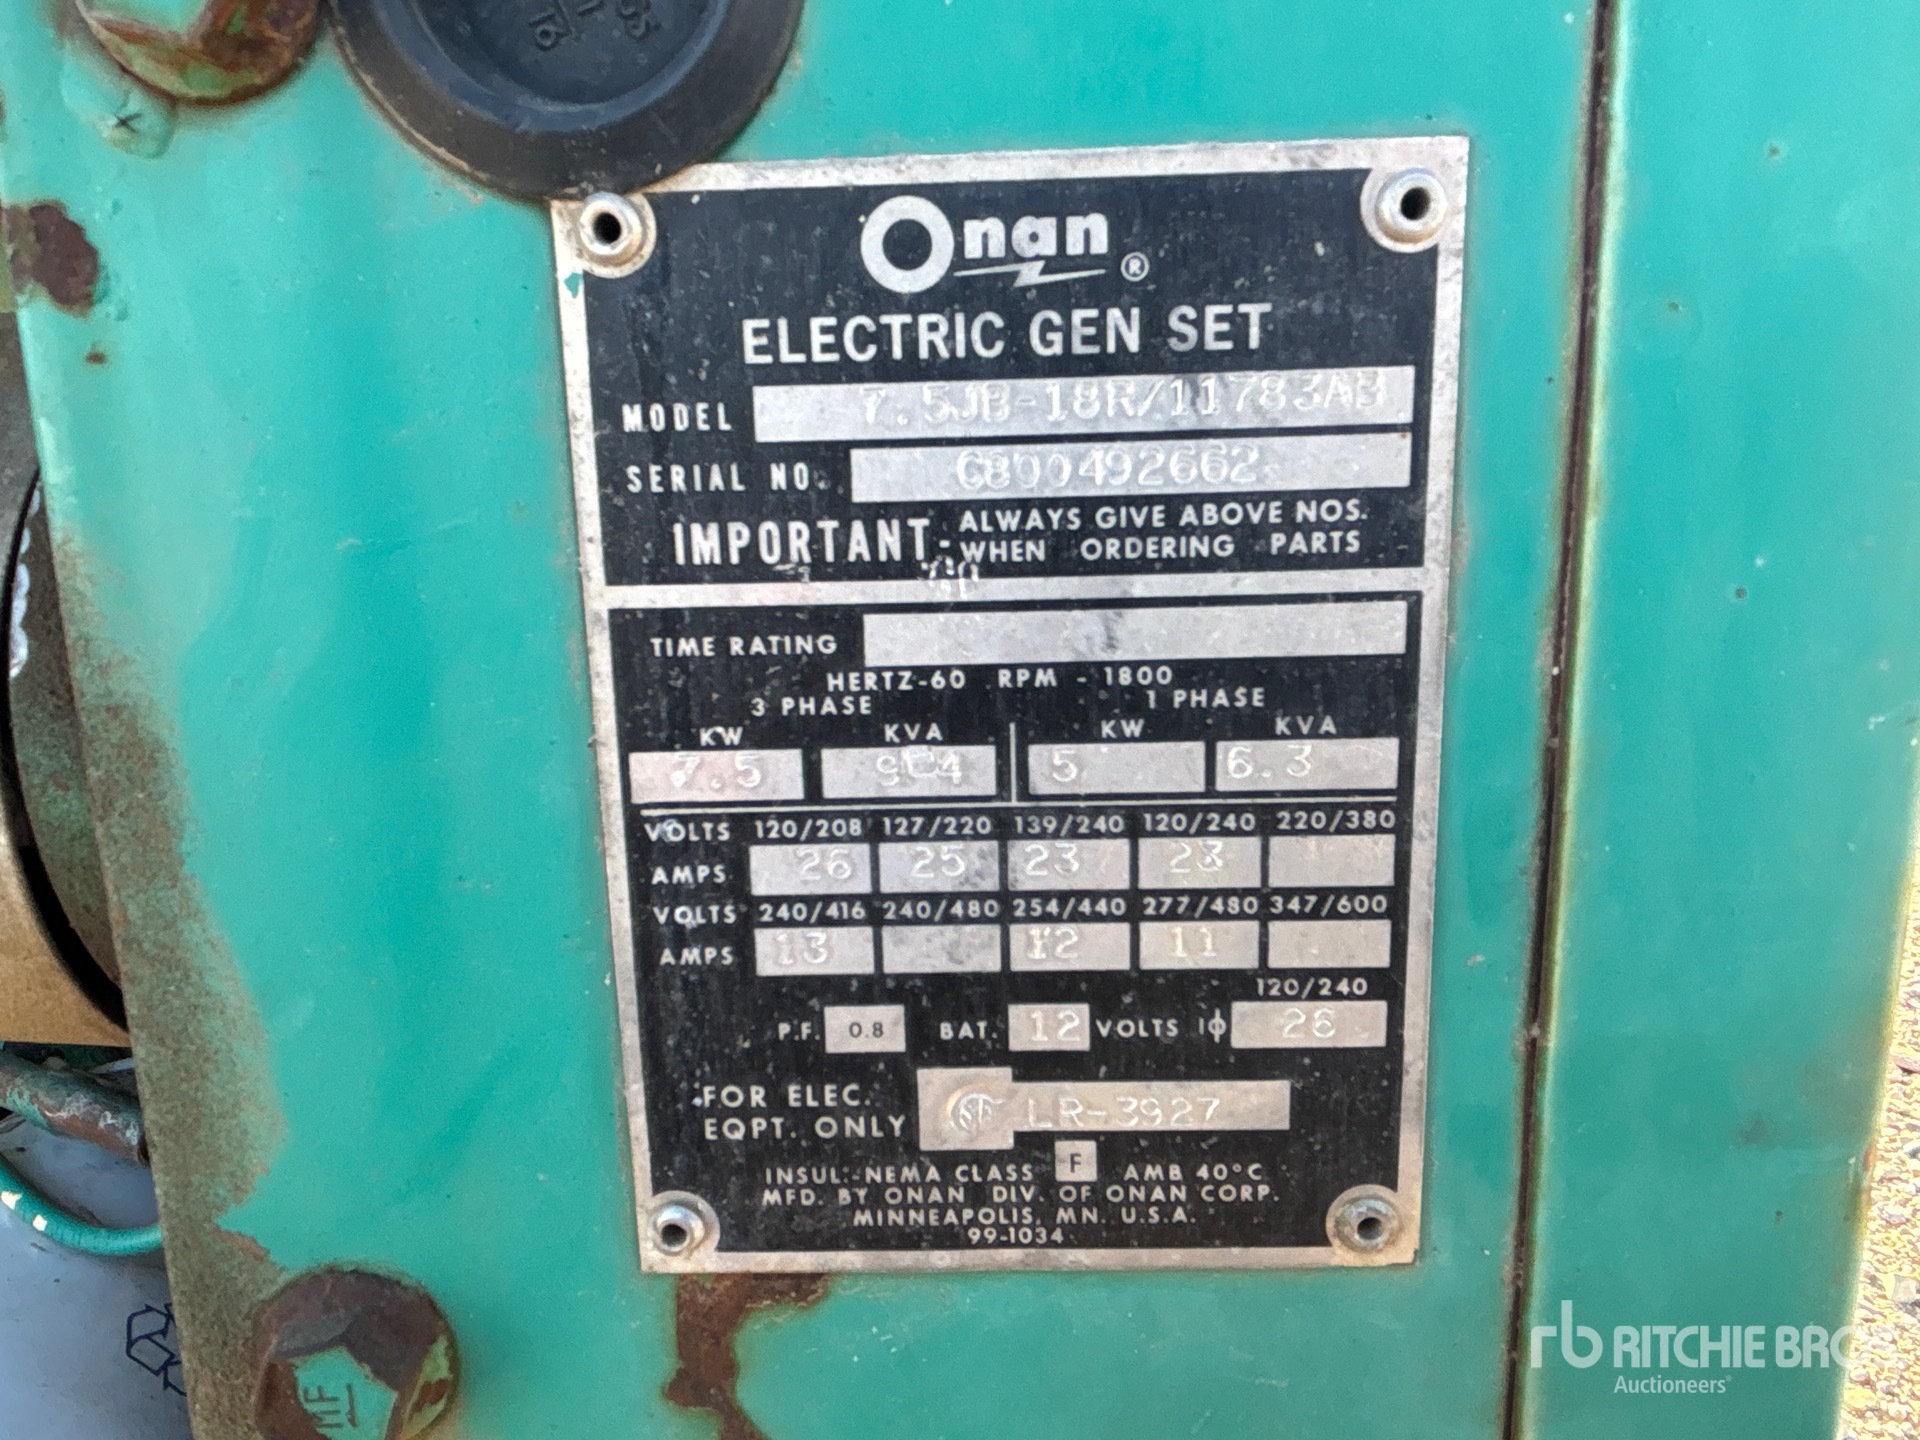 Onan ®
ELECTRIC GEN SET
MODEL 7.5JB-18R/11783AB
SERIAL NO. C800492662
IMPORTANT - ALWAYS GIVE ABOVE NOS.
WHEN ORDERING PARTS
TIME RATING
HERTZ-60 RPM - 1800
3 PHASE 1 PHASE
KW KVA KW KVA
7.5 9.4 5 6.3
VOLTS 120/208 127/220 139/240 120/240 220/380
AMPS 26 25 23 23
VOLTS 240/416 240/480 254/440 277/480 347/600
AMPS 13 12 11
120/240
P.F. 0.8 BAT. 12 VOLTS 1ϕ 26
FOR ELEC.
EQPT. ONLY LR-3927
INSUL.-NEMA CLASS F AMB 40°C
MFD. BY ONAN DIV. OF ONAN CORP.
MINNEAPOLIS, MN. U.S.A.
99-1034
MF
rb RITCHIE BROS
Auctioneers